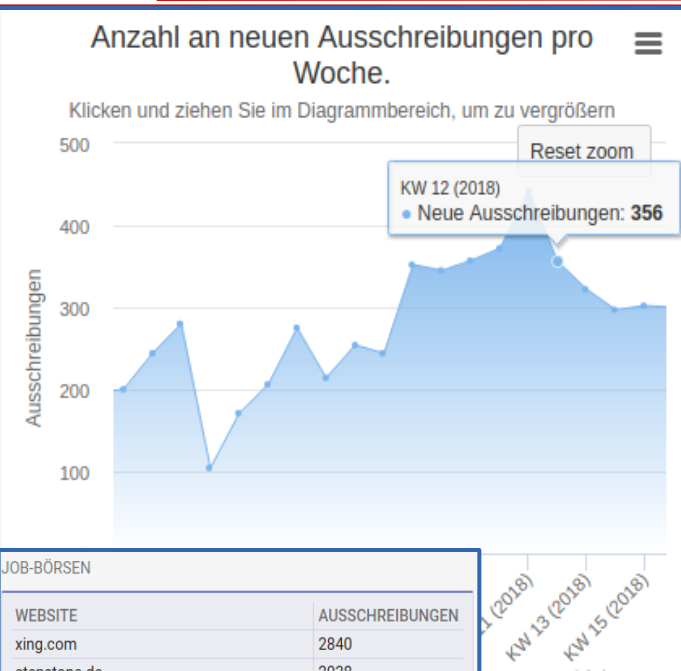 Anzahl an neuen Ausschreibungen pro
Woche.
Klicken und ziehen Sie im Diagrammbereich, um zu vergrößern
Reset zoom
KW 12 (2018)
Neue Ausschreibungen: 356
Ausschreibungen
500
400
300
200
100
(2018)
KW 13 (2018)
KW 15 (2018)
JOB-BÖRSEN
WEBSITE AUSSCHREIBUNGEN
xing.com 2840